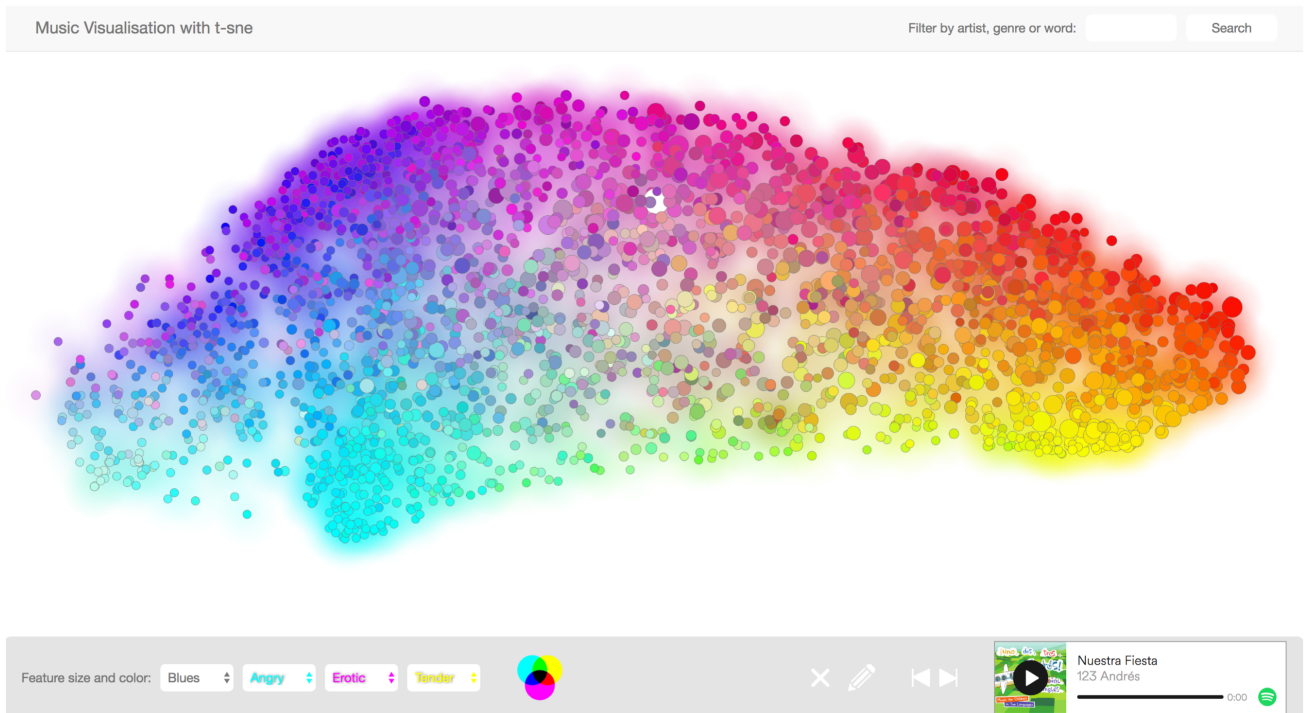 Music Visualisation with t-sne
Filter by artist, genre or word:
Search
Feature size and color:
Blues
Angry
Erotic
Tender
Nuestra Fiesta
123 Andrés
0:00